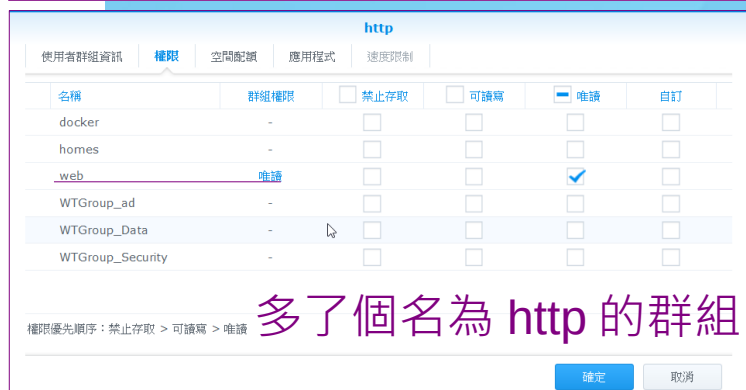 http
使用者群組資訊 權限 空間配額 應用程式 速度限制
名稱 群組權限 禁止存取 可讀寫 唯讀 自訂
docker -
homes -
web 唯讀
WTGroup_ad -
WTGroup_Data -
WTGroup_Security -
多了個名為 http 的群組
權限優先順序：禁止存取 > 可讀寫 > 唯讀
確定 取消